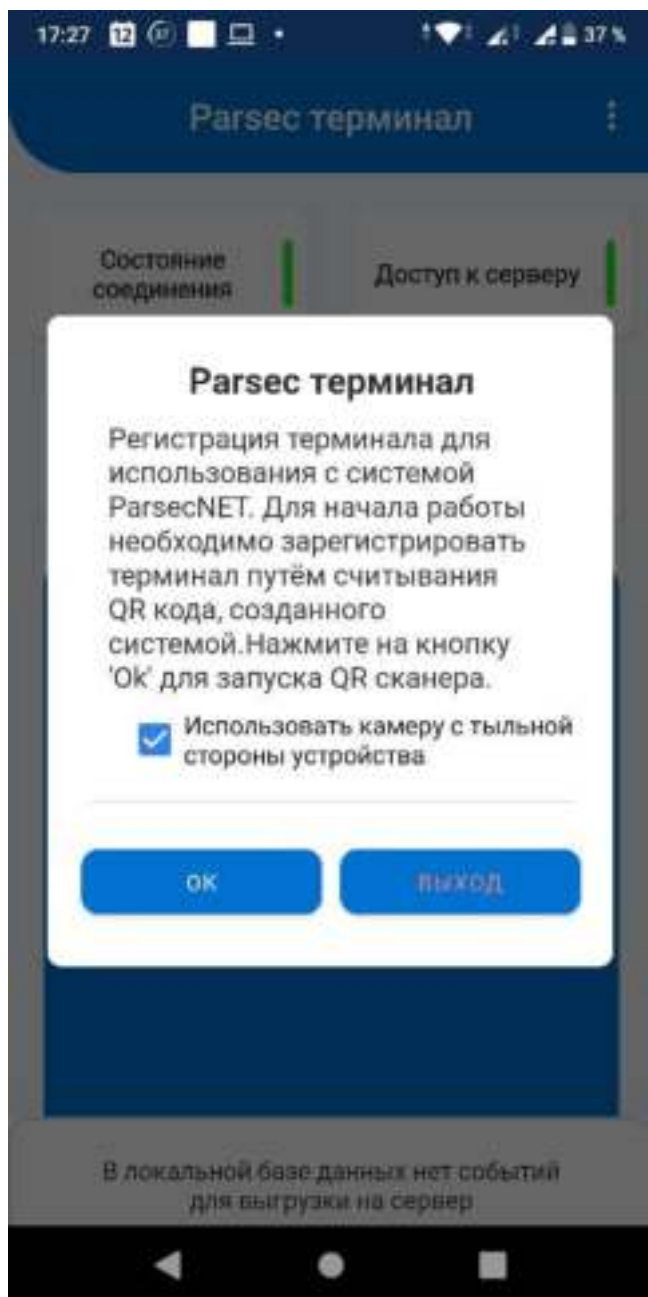 17:27 12 37 %
Parsec терминал
Состояние
соединения
Доступ к серверу
Parsec терминал
Регистрация терминала для
использования с системой
ParsecNET. Для начала работы
необходимо зарегистрировать
терминал путём считывания
QR кода, созданного
системой.Нажмите на кнопку
'Ok' для запуска QR сканера.
Использовать камеру с тыльной
стороны устройства
ОК
ВЫХОД
В локальной базе данных нет событий
для выгрузки на сервер